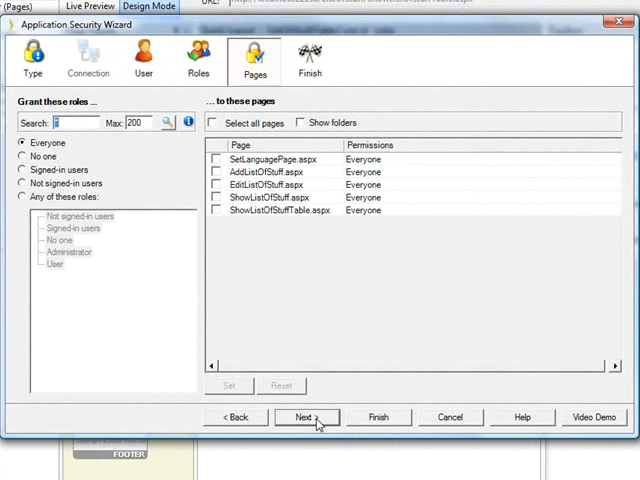 (Pages)
Live Preview
Design Mode
URL:
Application Security Wizard
Type
Connection
User
Roles
Pages
Finish
Grant these roles ...
... to these pages
Search:
Max: 200
Select all pages
Show folders
Everyone
No one
Signed-in users
Not signed-in users
Any of these roles:
Not signed-in users
Signed-in users
No one
Administrator
User
Page Permissions
SetLanguagePage.aspx Everyone
AddListOfStuff.aspx Everyone
EditListOfStuff.aspx Everyone
ShowListOfStuff.aspx Everyone
ShowListOfStuffTable.aspx Everyone
Set
Reset
< Back
Next >
Finish
Cancel
Help
Video Demo
FOOTER